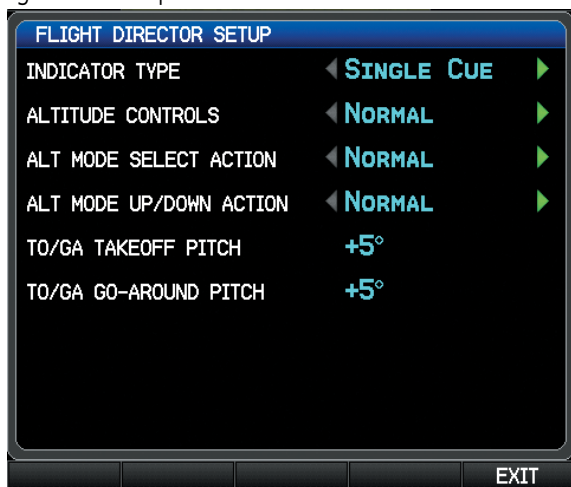 FLIGHT DIRECTOR SETUP
INDICATOR TYPE SINGLE CUE
ALTITUDE CONTROLS NORMAL
ALT MODE SELECT ACTION NORMAL
ALT MODE UP/DOWN ACTION NORMAL
TO/GA TAKEOFF PITCH +5°
TO/GA GO-AROUND PITCH +5°
EXIT